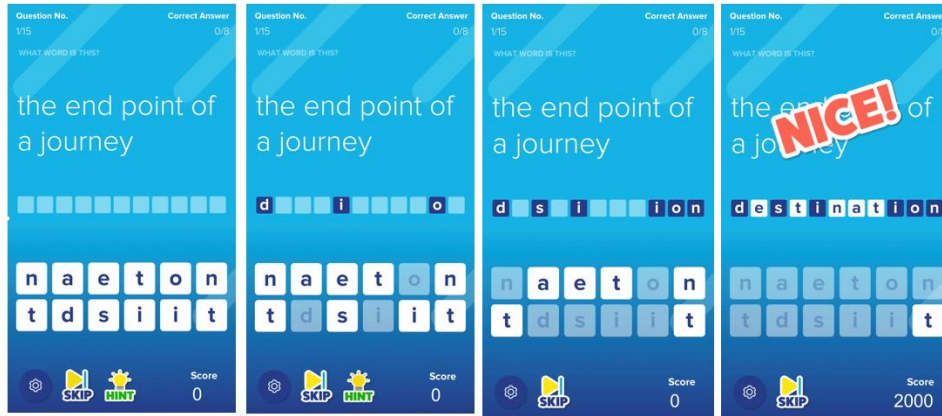 Question No. Correct Answer
1/15 0/8
WHAT WORD IS THIS?
the end point of
a journey
n a e t o n
t d s i i t
SKIP HINT
Score
0
Question No. Correct Answer
1/15 0/8
WHAT WORD IS THIS?
the end point of
a journey
d i o
n a e t o n
t d s i i t
SKIP HINT
Score
0
Question No. Correct Answer
1/15 0/8
WHAT WORD IS THIS?
the end point of
a journey
d s i i o n
n a e t o n
t d s i i t
SKIP
Score
0
Question No. Correct Answer
1/15 0/8
WHAT WORD IS THIS?
the end point of
NICE!
a journey
d e s t i n a t i o n
n a e t o n
t d s i i t
SKIP
Score
2000